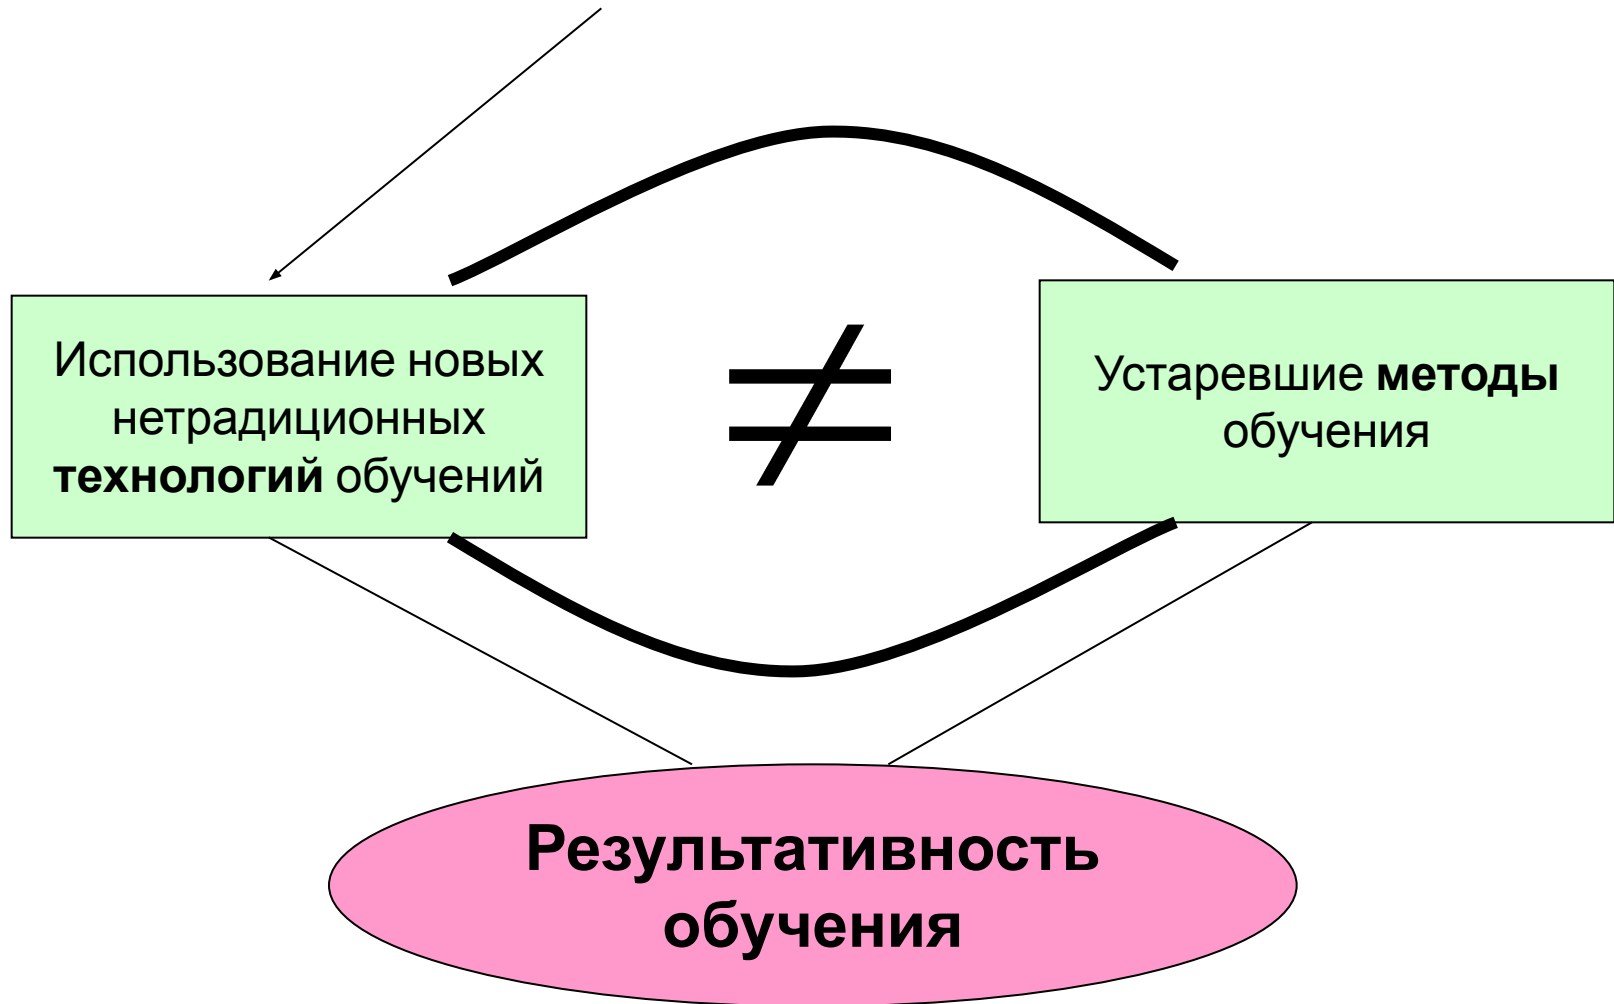 Использование новых
нетрадиционных
технологий обучений
≠
Устаревшие методы
обучения
Результативность
обучения